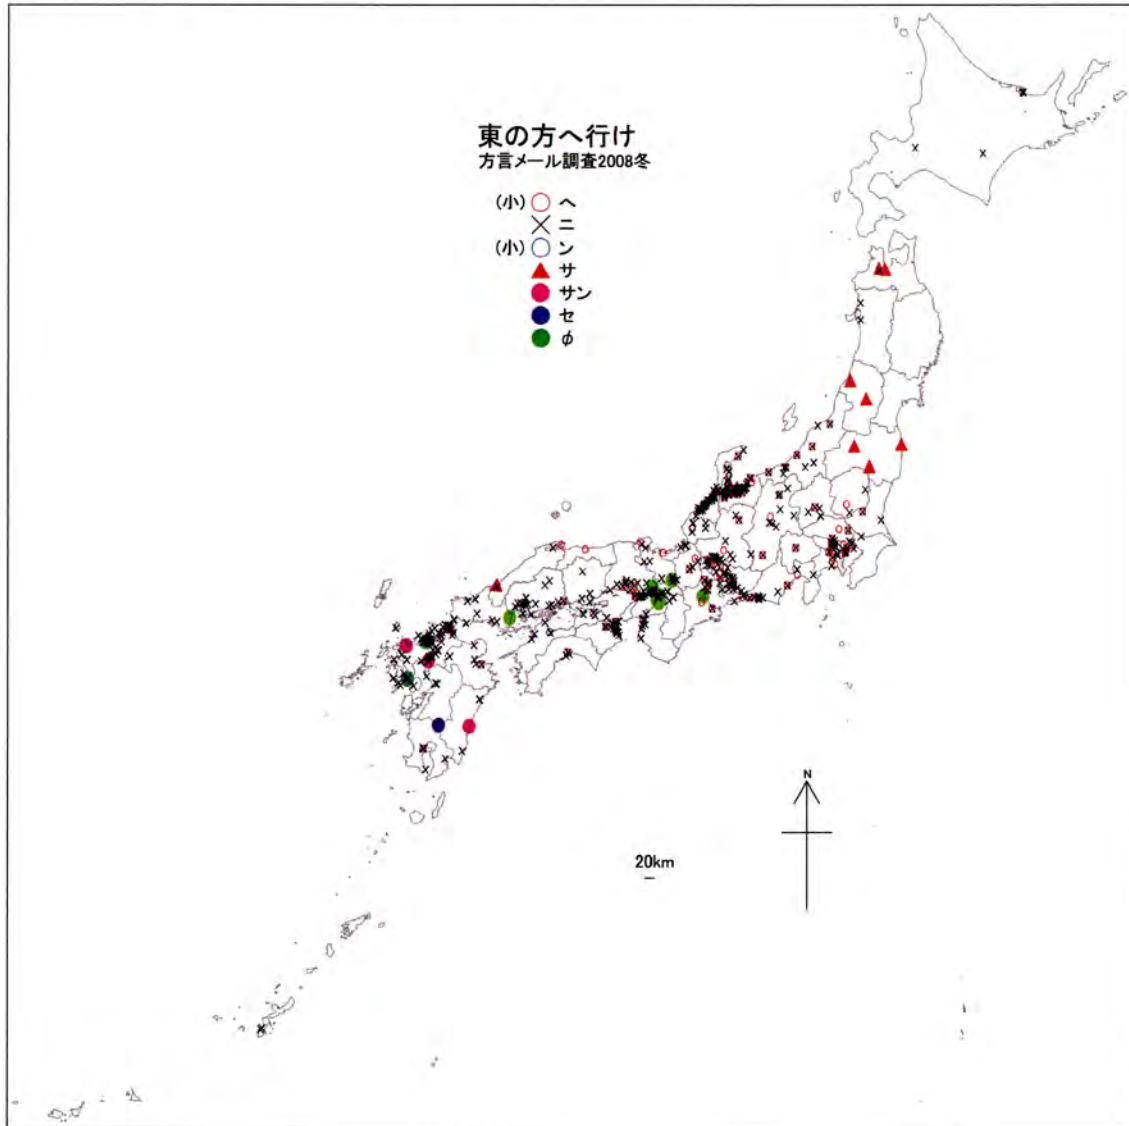 東の方へ行け
方言メール調査2008冬
(小) ○ ヘ
× ニ
(小) ○ ン
▲ サ
● サン
● セ
● φ
N
20km